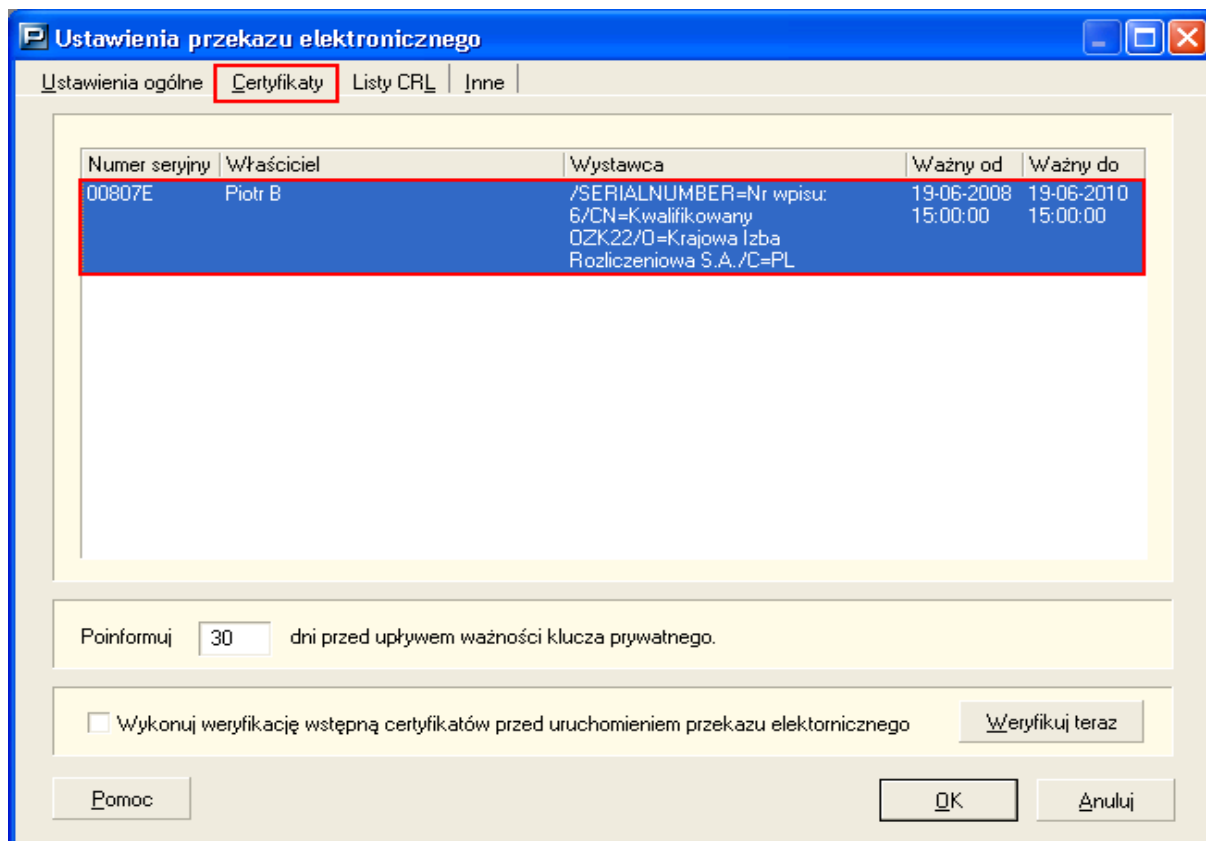 Ustawienia przekazu elektronicznego
Ustawienia ogólne Certyfikaty Listy CRL Inne
Numer seryjny Właściciel Wystawca Ważny od Ważny do
00807E Piotr B /SERIALNUMBER=Nr wpisu: 19-06-2008 19-06-2010
6/CN=Kwalifikowany 15:00:00 15:00:00
OZK22/O=Krajowa Izba
Rozliczeniowa S.A./C=PL
Poinformuj 30 dni przed upływem ważności klucza prywatnego.
Wykonuj weryfikację wstępną certyfikatów przed uruchomieniem przekazu elektornicznego Weryfikuj teraz
Pomoc OK Anuluj